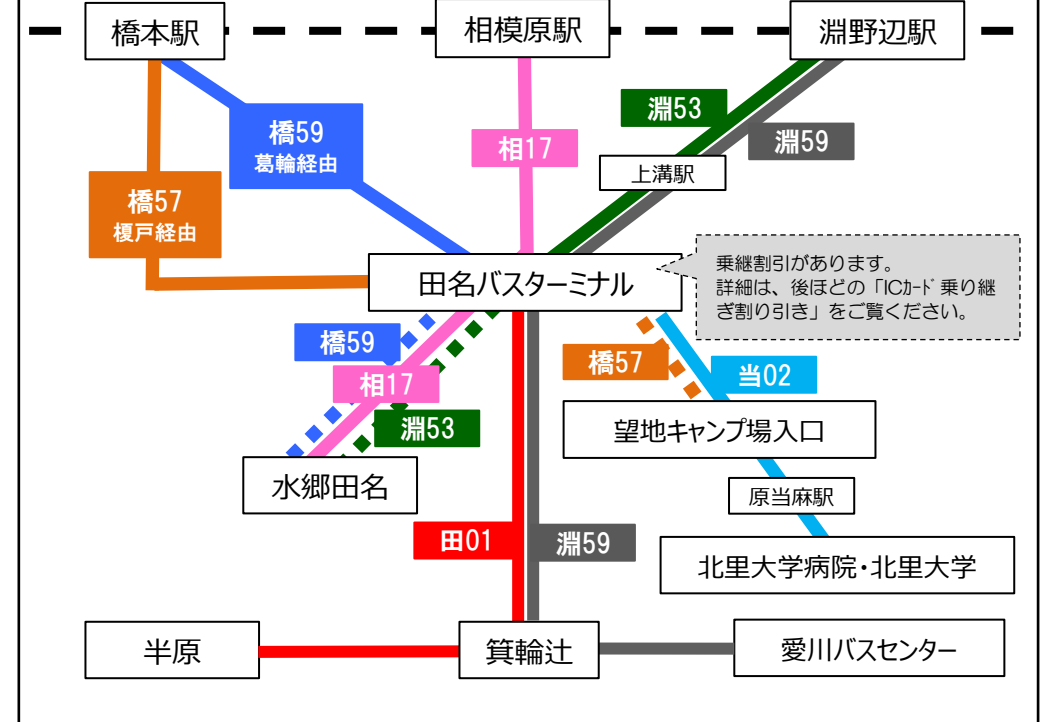 橋本駅
相模原駅
淵野辺駅
淵53
橋59
葛輪経由
相17
淵59
上溝駅
橋57
榎戸経由
田名バスターミナル
乗継割引があります。
詳細は、後ほどの「ICカード乗り継
ぎ割り引き」をご覧ください。
橋59
橋57
当02
相17
淵53
望地キャンプ場入口
水郷田名
原当麻駅
田01
淵59
北里大学病院・北里大学
半原
箕輪辻
愛川バスセンター